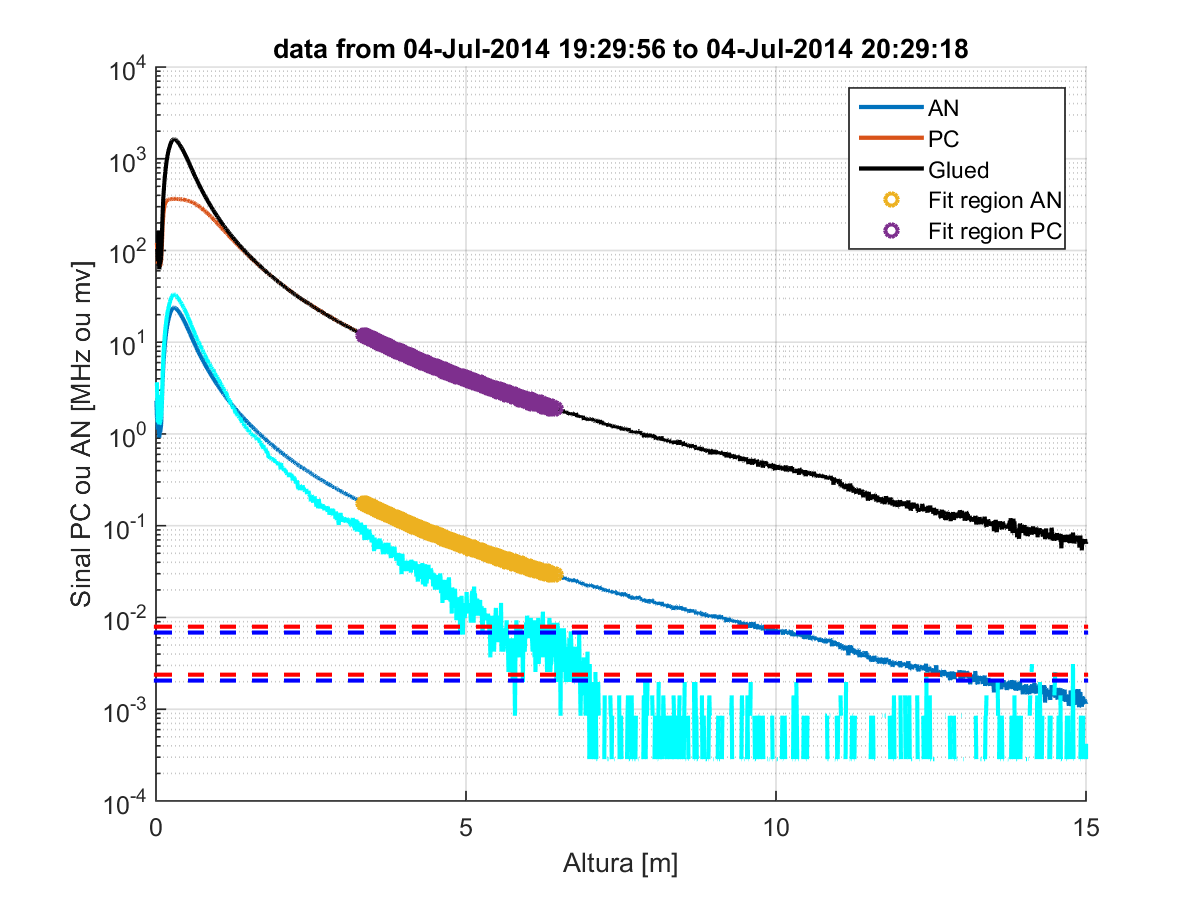 data from 04-Jul-2014 19:29:56 to 04-Jul-2014 20:29:18
10^4
10^3
10^2
10^1
10^0
10^-1
10^-2
10^-3
10^-4
Sinal PC ou AN [MHz ou mv]
AN
PC
Glued
Fit region AN
Fit region PC
0
5
10
15
Altura [m]